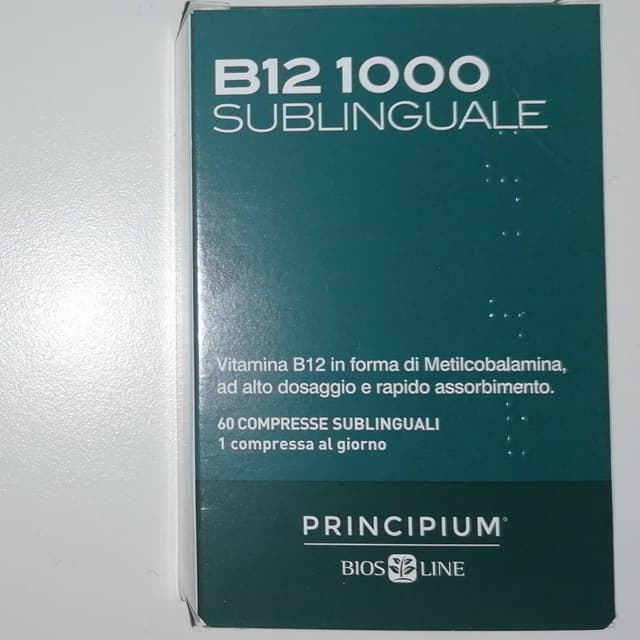 B12 1000
SUBLINGUALE
Vitamina B12 in forma di Metilcobalamina,
ad alto dosaggio e rapido assorbimento.
60 COMPRESSE SUBLINGUALI
1 compressa al giorno
PRINCIPIUM®
BIOS LINE